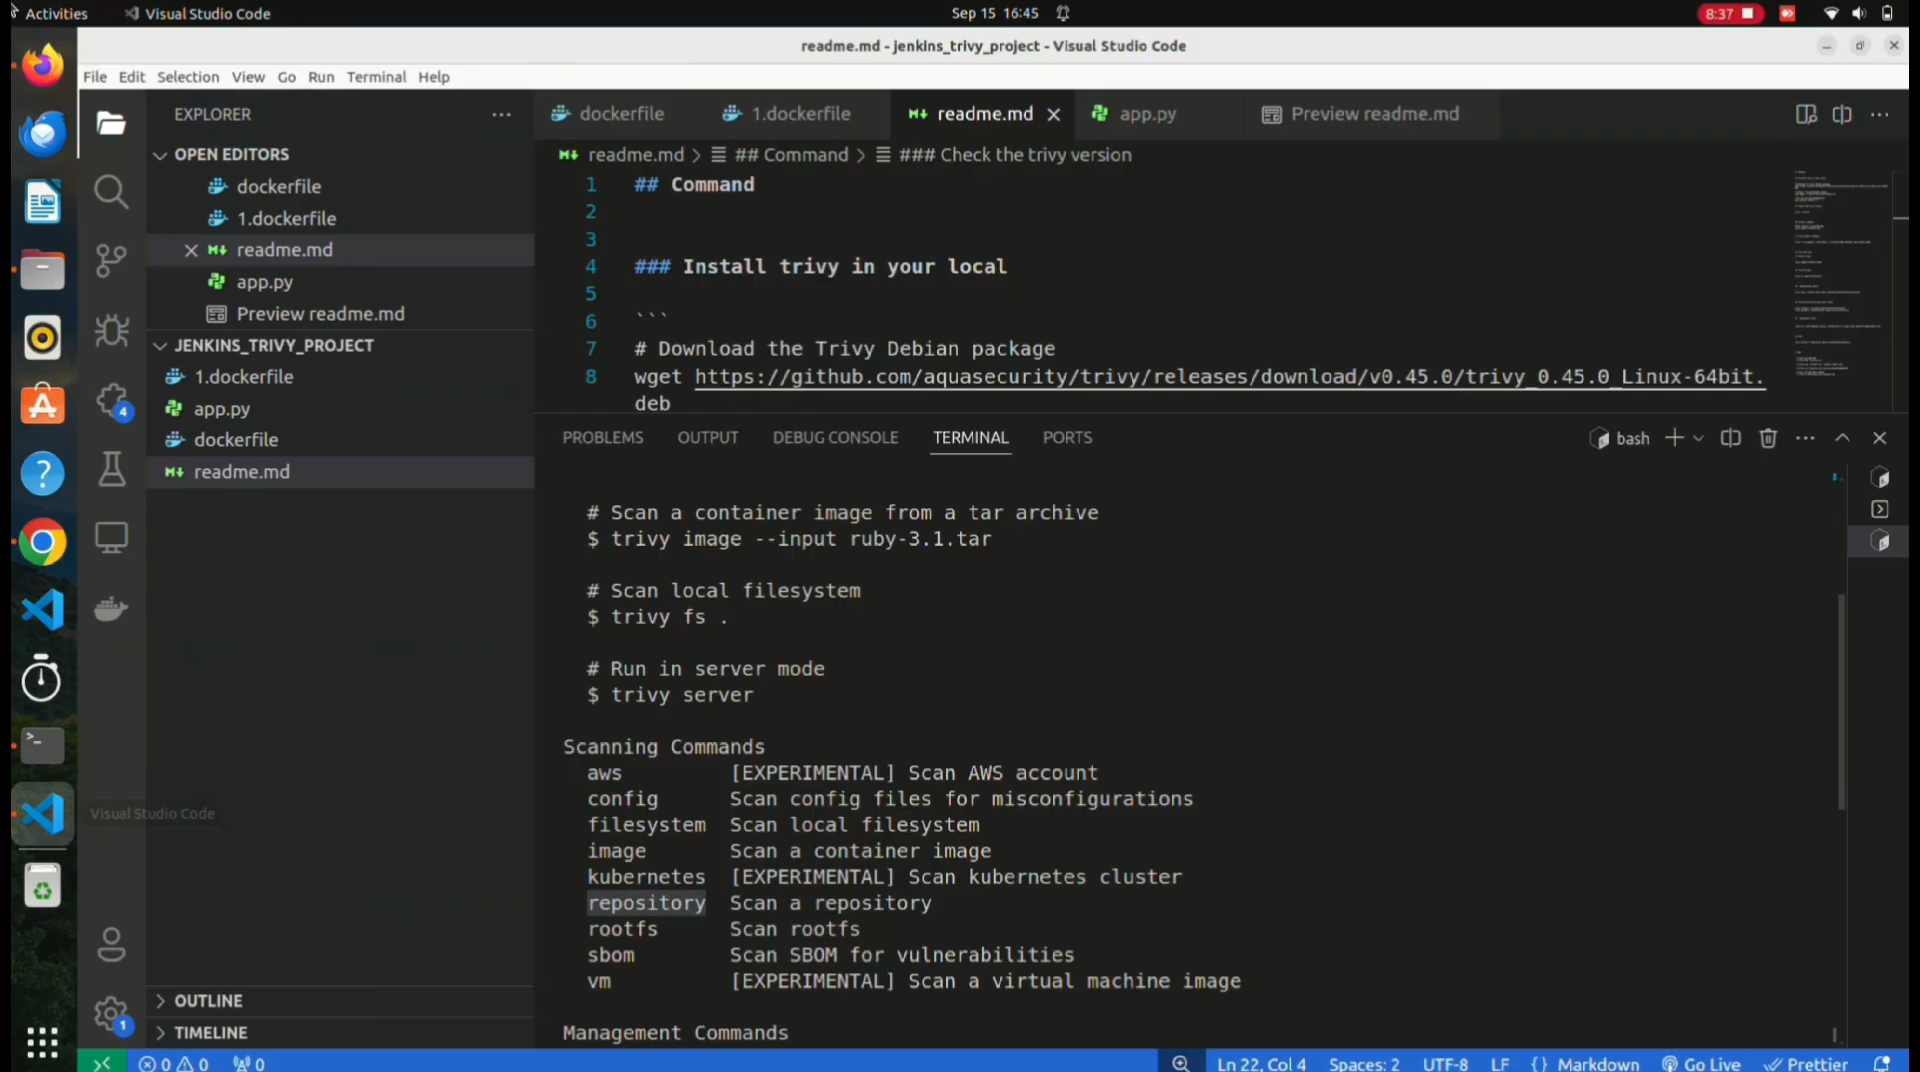 Activities
Visual Studio Code
Sep 15 16:45
8:37
readme.md - jenkins_trivy_project - Visual Studio Code
File Edit Selection View Go Run Terminal Help
EXPLORER
OPEN EDITORS
dockerfile
1.dockerfile
readme.md
app.py
Preview readme.md
JENKINS_TRIVY_PROJECT
1.dockerfile
app.py
dockerfile
readme.md
4
Visual Studio Code
1
OUTLINE
TIMELINE
dockerfile 1.dockerfile readme.md app.py Preview readme.md
readme.md > ## Command > ### Check the trivy version
1 ## Command
2
3
4 ### Install trivy in your local
5
6 ```
7 # Download the Trivy Debian package
8 wget https://github.com/aquasecurity/trivy/releases/download/v0.45.0/trivy_0.45.0_Linux-64bit.
deb
PROBLEMS OUTPUT DEBUG CONSOLE TERMINAL PORTS
bash
# Scan a container image from a tar archive
$ trivy image --input ruby-3.1.tar
# Scan local filesystem
$ trivy fs .
# Run in server mode
$ trivy server
Scanning Commands
aws [EXPERIMENTAL] Scan AWS account
config Scan config files for misconfigurations
filesystem Scan local filesystem
image Scan a container image
kubernetes [EXPERIMENTAL] Scan kubernetes cluster
repository Scan a repository
rootfs Scan rootfs
sbom Scan SBOM for vulnerabilities
vm [EXPERIMENTAL] Scan a virtual machine image
Management Commands
0 0 0
Ln 22, Col 4 Spaces: 2 UTF-8 LF {} Markdown Go Live Prettier